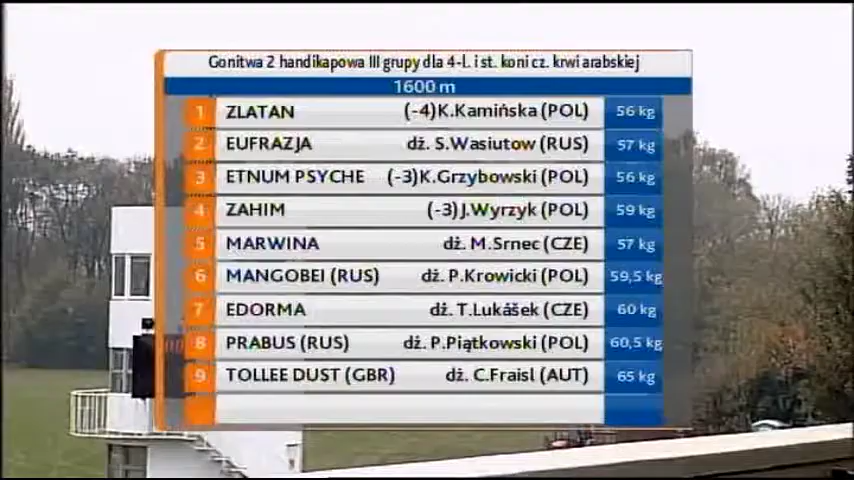 Gonitwa 2 handikapowa III grupy dla 4-l. i st. koni cz. krwi arabskiej
1600 m
1 ZLATAN (-4)K.Kamińska (POL) 56 kg
2 EUFRAZJA dż. S.Wasiutow (RUS) 57 kg
3 ETNUM PSYCHE (-3)K.Grzybowski (POL) 56 kg
4 ZAHIM (-3)J.Wyrzyk (POL) 59 kg
5 MARWINA dż. M.Srnec (CZE) 57 kg
6 MANGOBEI (RUS) dż. P.Krowicki (POL) 59,5 kg
7 EDORMA dż. T.Lukášek (CZE) 60 kg
8 PRABUS (RUS) dż. P.Piątkowski (POL) 60,5 kg
9 TOLLEE DUST (GBR) dż. C.Fraisl (AUT) 65 kg